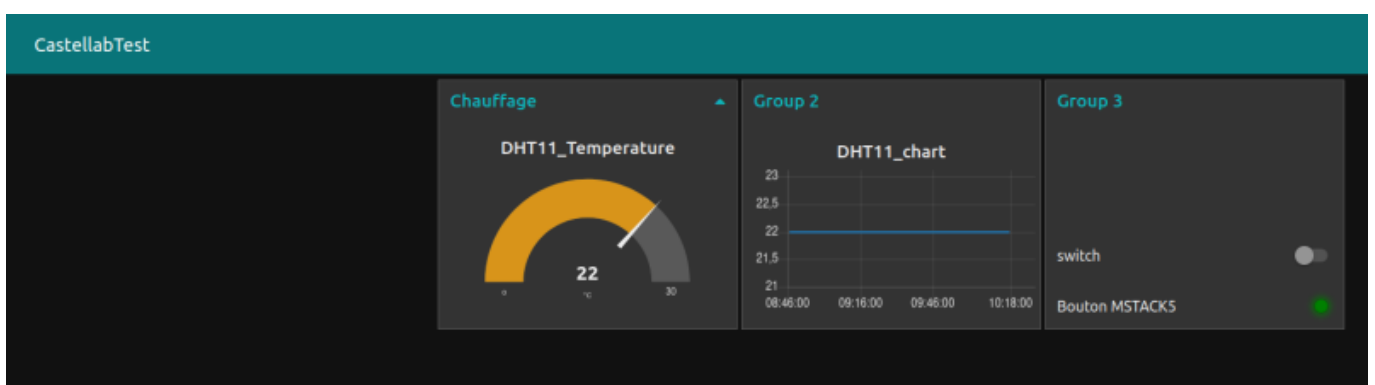 CastellabTest
Chauffage
DHT11_Temperature
22
°C
0
30
Group 2
DHT11_chart
23
22,5
22
21,5
21
08:46:00 09:16:00 09:46:00 10:18:00
Group 3
switch
Bouton MSTACK5